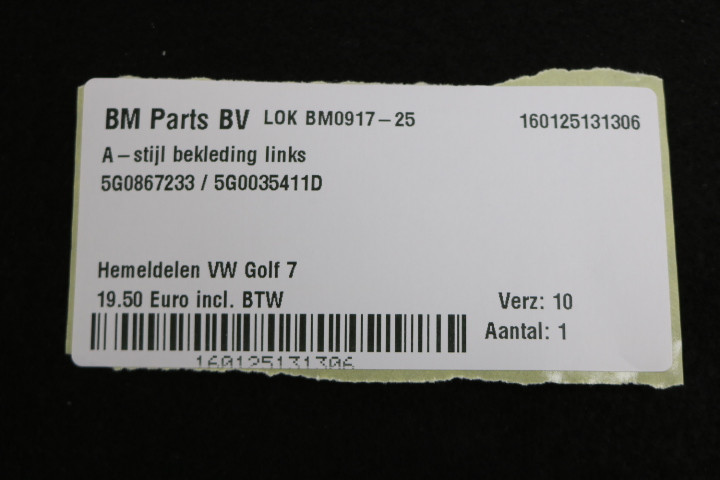 BM Parts BV LOK BM0917-25 160125131306
A-stijl bekleding links
5G0867233 / 5G0035411D
Hemeldelen VW Golf 7
19.50 Euro incl. BTW Verz: 10
Aantal: 1
160125131306